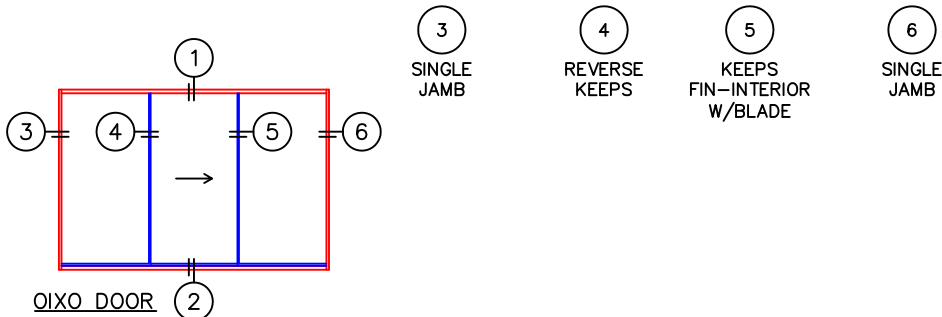 3
SINGLE
JAMB
4
REVERSE
KEEPS
5
KEEPS
FIN-INTERIOR
W/BLADE
6
SINGLE
JAMB
1
3
4
5
6
OIXO DOOR
2